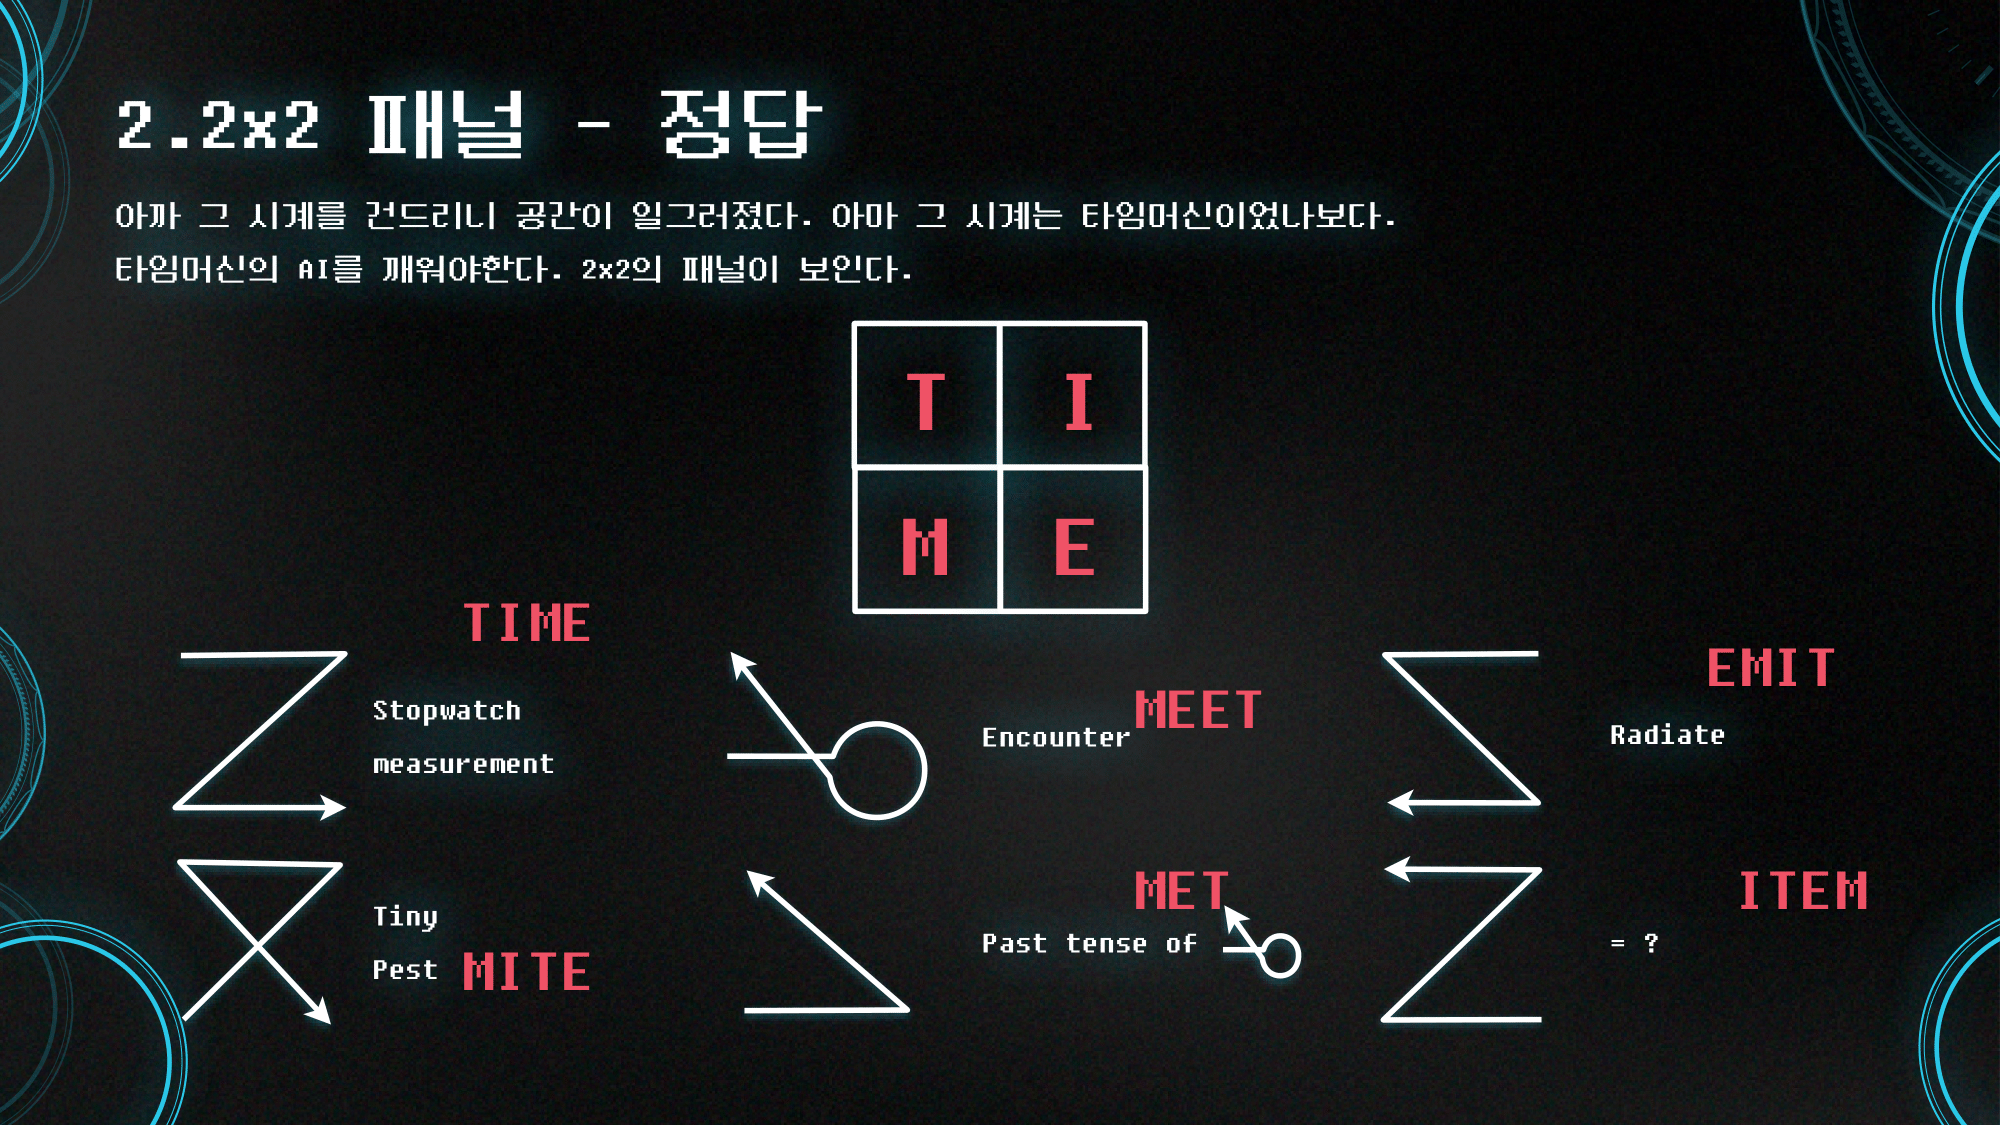 2.2x2 패널 - 정답
아까 그 시계를 건드리니 공간이 일그러졌다. 아마 그 시계는 타임머신이었나보다.
타임머신의 AI를 깨워야한다. 2x2의 패널이 보인다.
T I
M E
TIME
Stopwatch
measurement
MEET
Encounter
EMIT
Radiate
Tiny
Pest MITE
MET
Past tense of
ITEM
= ?